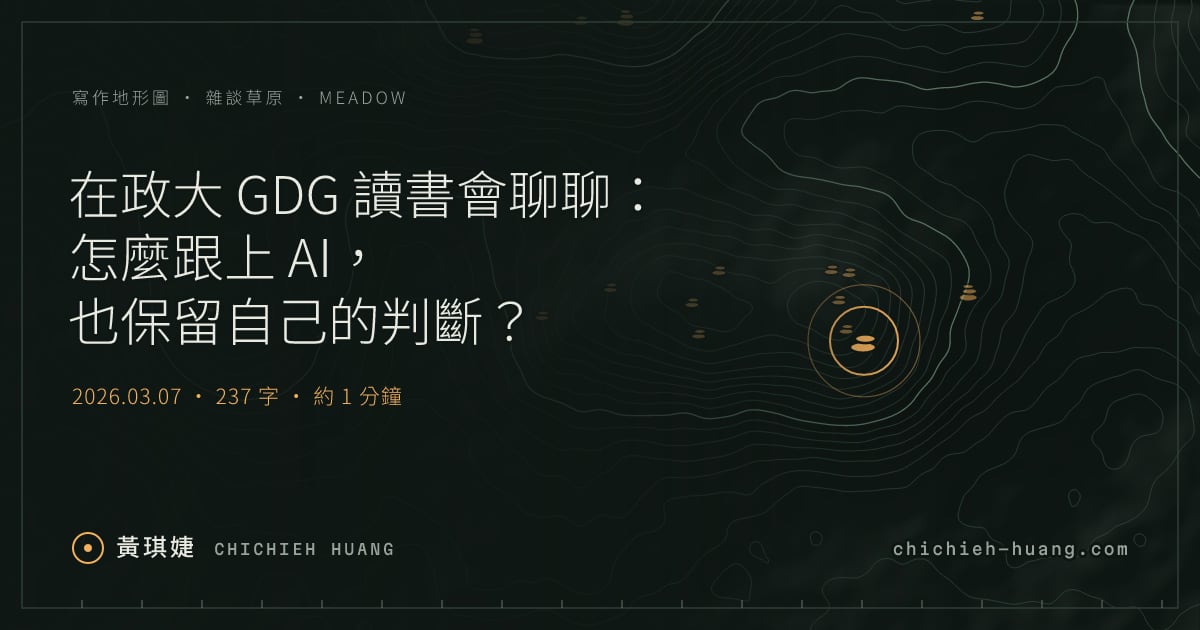 寫作地形圖 · 雜談草原 · MEADOW
在政大 GDG 讀書會聊聊：
怎麼跟上 AI，
也保留自己的判斷？
2026.03.07 · 237 字 · 約 1 分鐘
黃琪婕 CHICHIEH HUANG
chichieh-huang.com